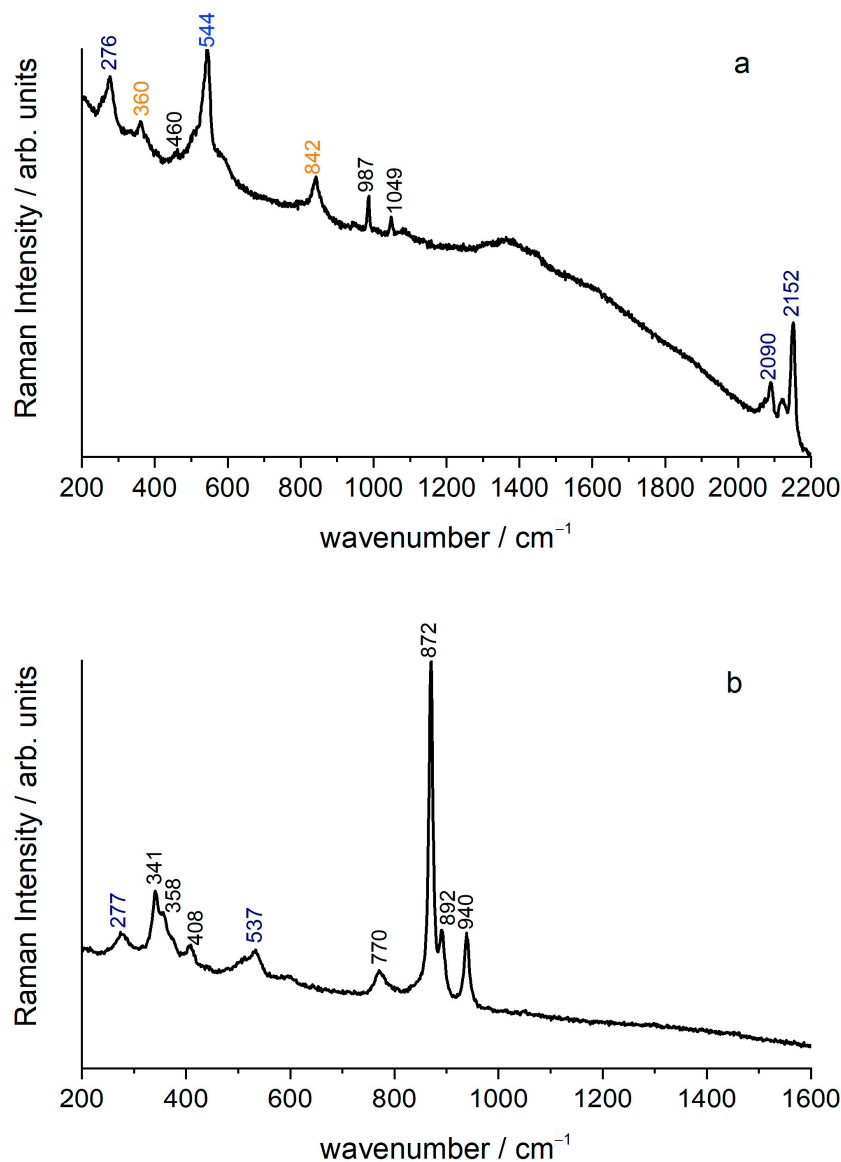 a
276
360
460
544
842
987
1049
2090
2152
Raman Intensity / arb. units
200 400 600 800 1000 1200 1400 1600 1800 2000 2200
wavenumber / cm⁻¹
b
277
341
358
408
537
770
872
892
940
Raman Intensity / arb. units
200 400 600 800 1000 1200 1400 1600
wavenumber / cm⁻¹